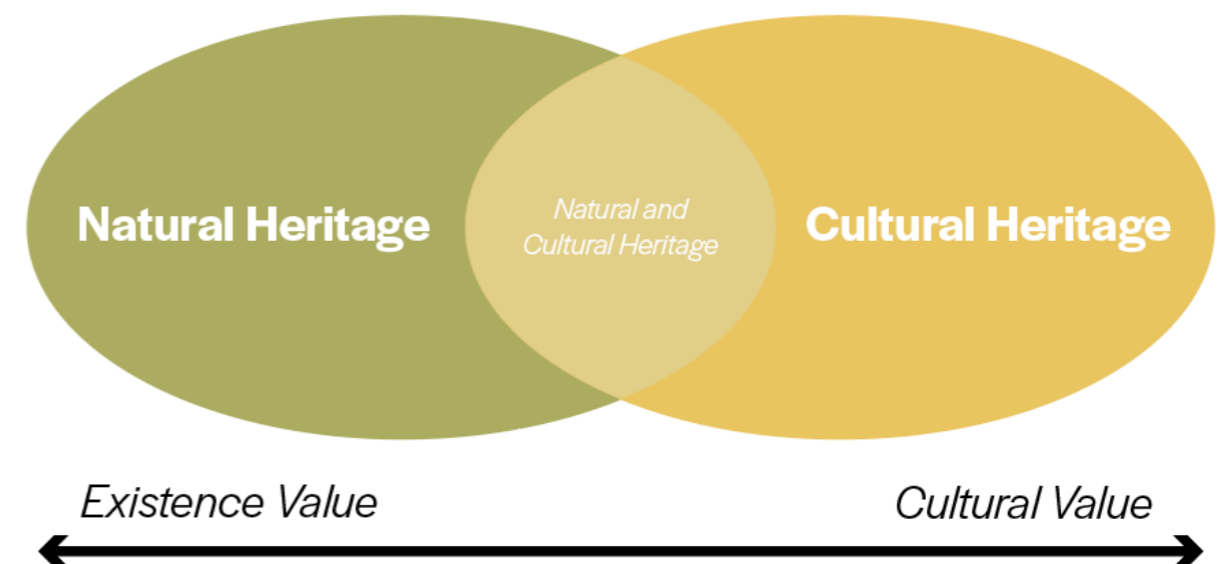 Natural Heritage
Natural and
Cultural Heritage
Cultural Heritage
Existence Value
Cultural Value